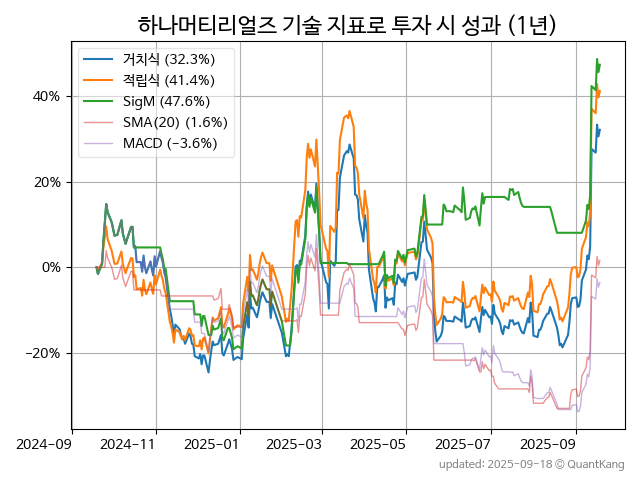 하나머티리얼즈 기술 지표로 투자 시 성과 (1년)
거치식 (32.3%)
적립식 (41.4%)
SigM (47.6%)
SMA(20) (1.6%)
MACD (−3.6%)
40%
20%
0%
−20%
2024-09 2024-11 2025-01 2025-03 2025-05 2025-07 2025-09
updated: 2025-09-18 ⓒ QuantKang